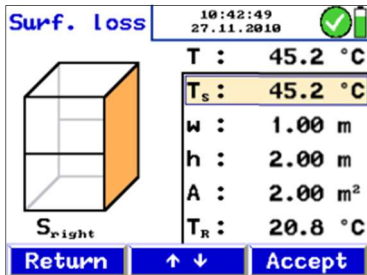 Surf. loss
10:42:49
27.11.2010
T : 45.2 °C
Ts : 45.2 °C
w : 1.00 m
h : 2.00 m
A : 2.00 m²
TR : 20.8 °C
Sright
Return ↑ ↓ Accept